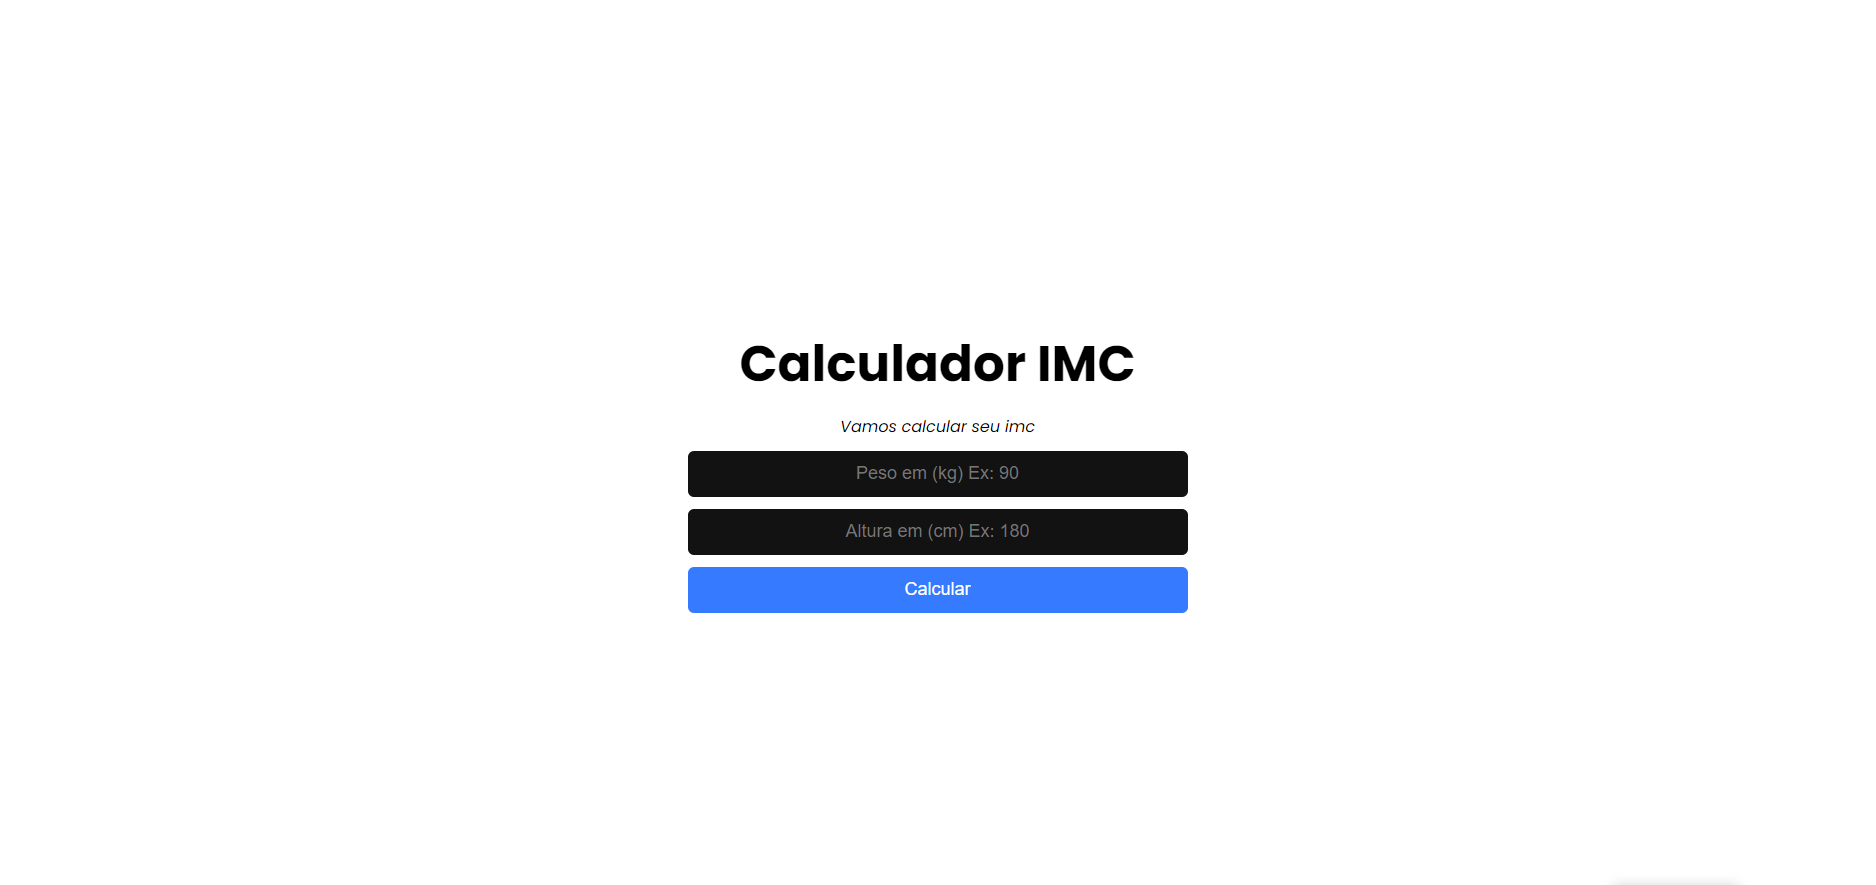 Calculador IMC
Vamos calcular seu imc
Peso em (kg) Ex: 90
Altura em (cm) Ex: 180
Calcular